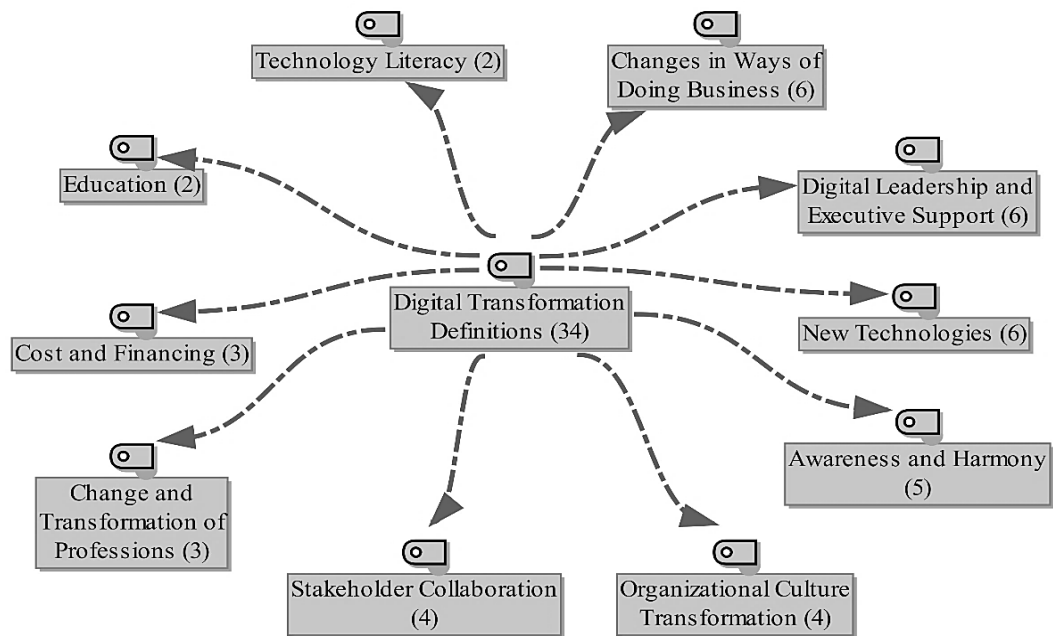 Technology Literacy (2)
Changes in Ways of
Doing Business (6)
Education (2)
Digital Leadership and
Executive Support (6)
Digital Transformation
Definitions (34)
Cost and Financing (3)
New Technologies (6)
Awareness and Harmony
(5)
Change and
Transformation of
Professions (3)
Stakeholder Collaboration
(4)
Organizational Culture
Transformation (4)